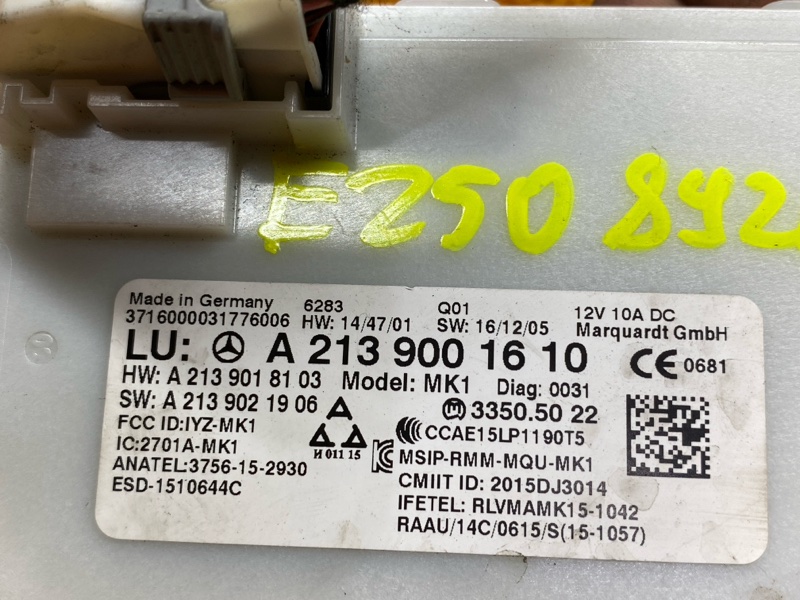 E250 842
Made in Germany 6283 Q01 12V 10A DC
3716000031776006 HW: 14/47/01 SW: 16/12/05 Marquardt GmbH
LU: A 213 900 16 10 CE 0681
HW: A 213 901 81 03 Model: MK1 Diag: 0031
SW: A 213 902 19 06 3350.50 22
FCC ID:IYZ-MK1 CCAE15LP1190T5
IC:2701A-MK1 И 011 15 MSIP-RMM-MQU-MK1
ANATEL:3756-15-2930 CMIIT ID: 2015DJ3014
ESD-1510644C IFETEL: RLVMAMK15-1042
RAAU/14C/0615/S(15-1057)